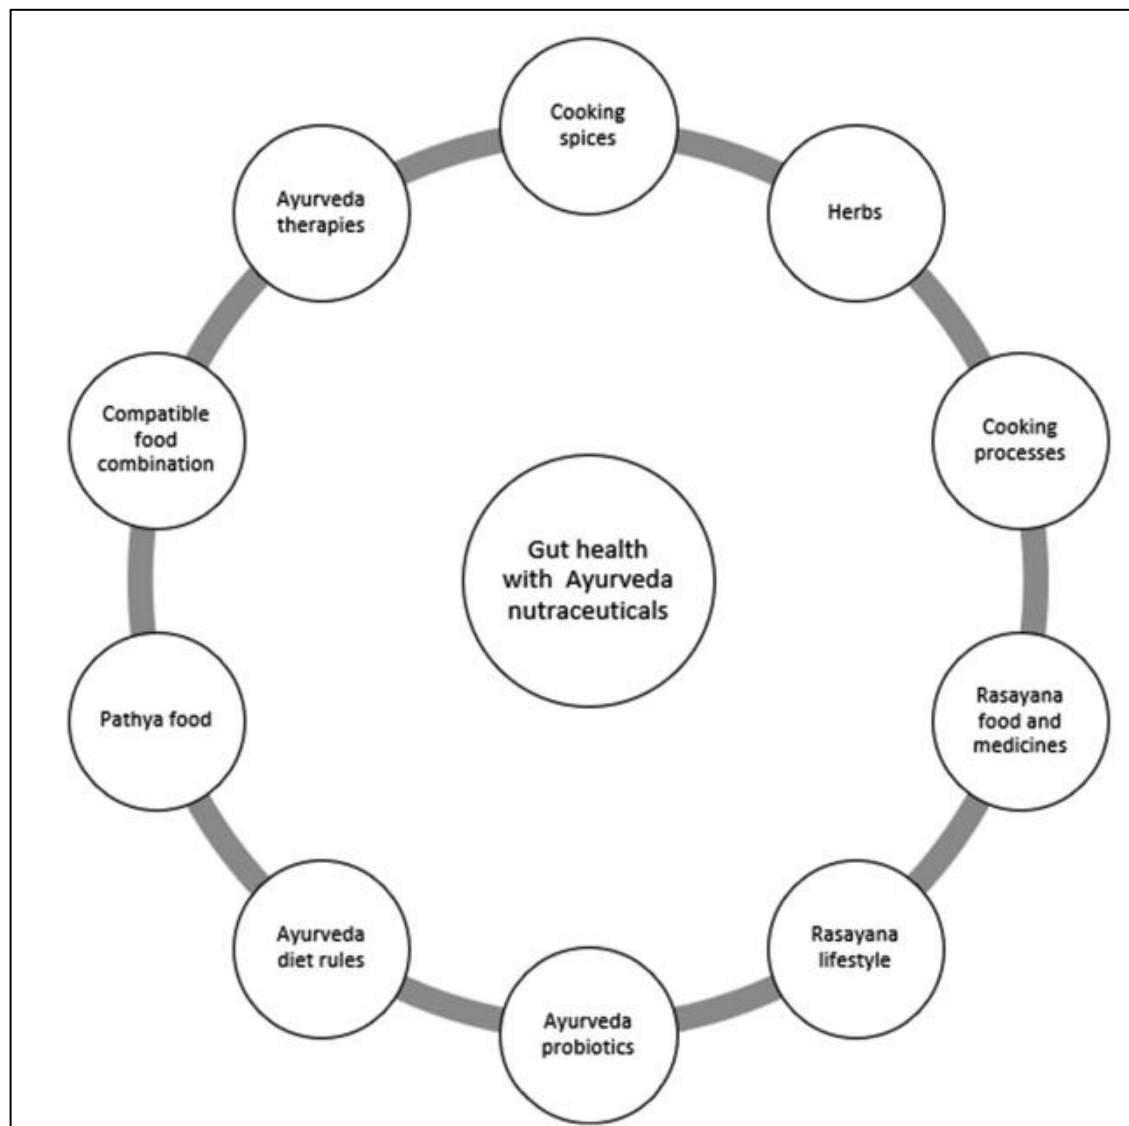 Cooking
spices
Herbs
Cooking
processes
Rasayana
food and
medicines
Rasayana
lifestyle
Ayurveda
probiotics
Ayurveda
diet rules
Pathya food
Compatible
food
combination
Ayurveda
therapies
Gut health
with Ayurveda
nutraceuticals